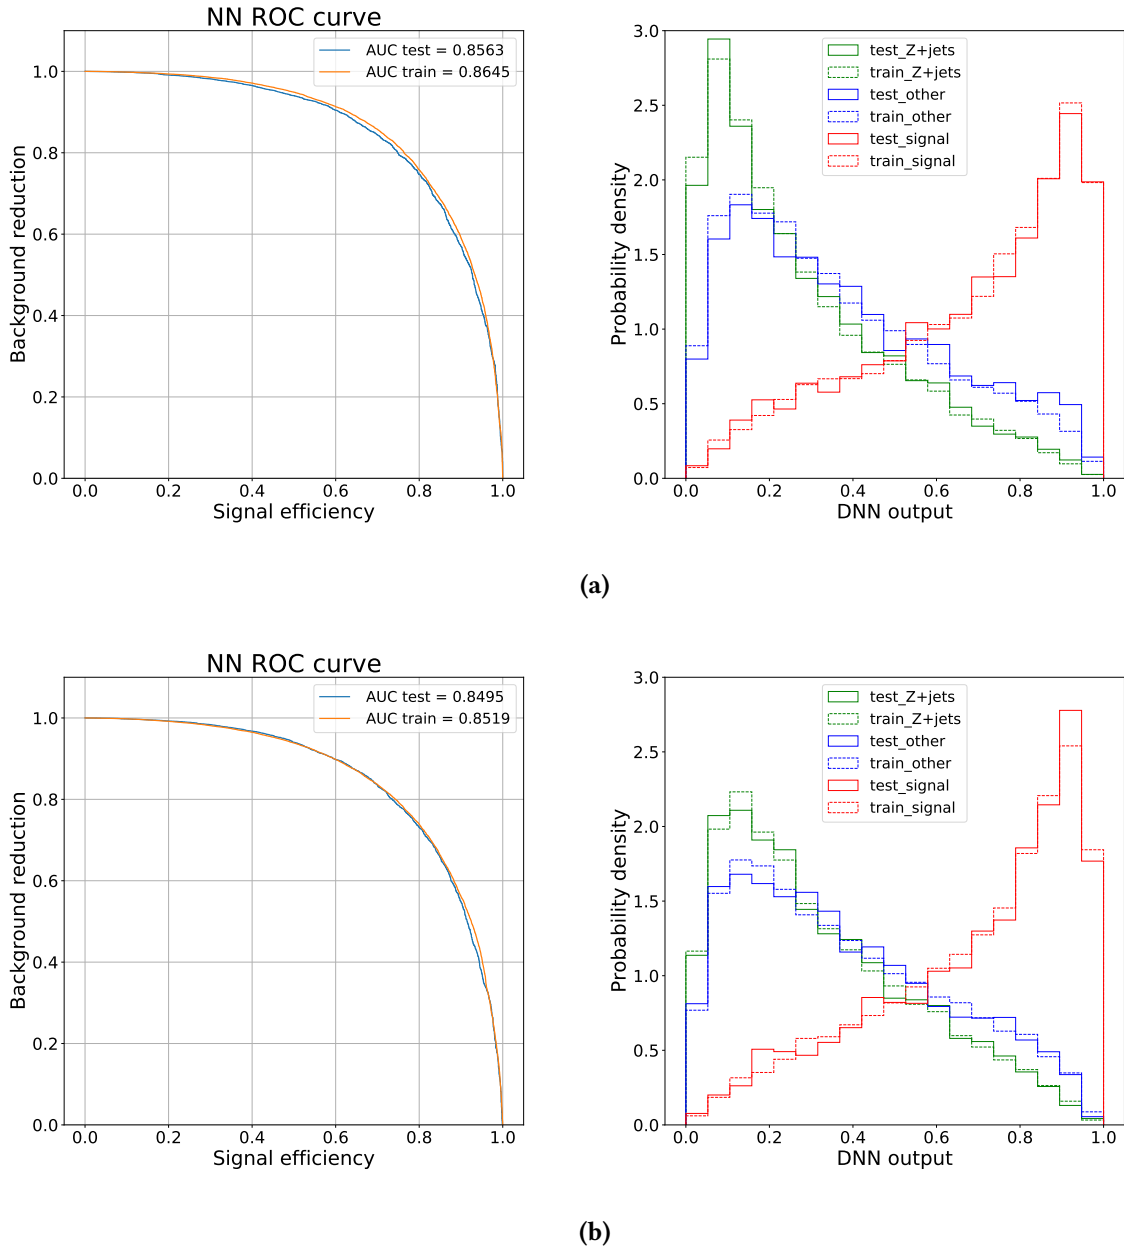 NN ROC curve
AUC test = 0.8563
AUC train = 0.8645
Background reduction
1.0
0.8
0.6
0.4
0.2
0.0
0.0 0.2 0.4 0.6 0.8 1.0
Signal efficiency
test_Z+jets
train_Z+jets
test_other
train_other
test_signal
train_signal
Probability density
3.0
2.5
2.0
1.5
1.0
0.5
0.0
0.0 0.2 0.4 0.6 0.8 1.0
DNN output
(a)
NN ROC curve
AUC test = 0.8495
AUC train = 0.8519
Background reduction
1.0
0.8
0.6
0.4
0.2
0.0
0.0 0.2 0.4 0.6 0.8 1.0
Signal efficiency
test_Z+jets
train_Z+jets
test_other
train_other
test_signal
train_signal
Probability density
3.0
2.5
2.0
1.5
1.0
0.5
0.0
0.0 0.2 0.4 0.6 0.8 1.0
DNN output
(b)